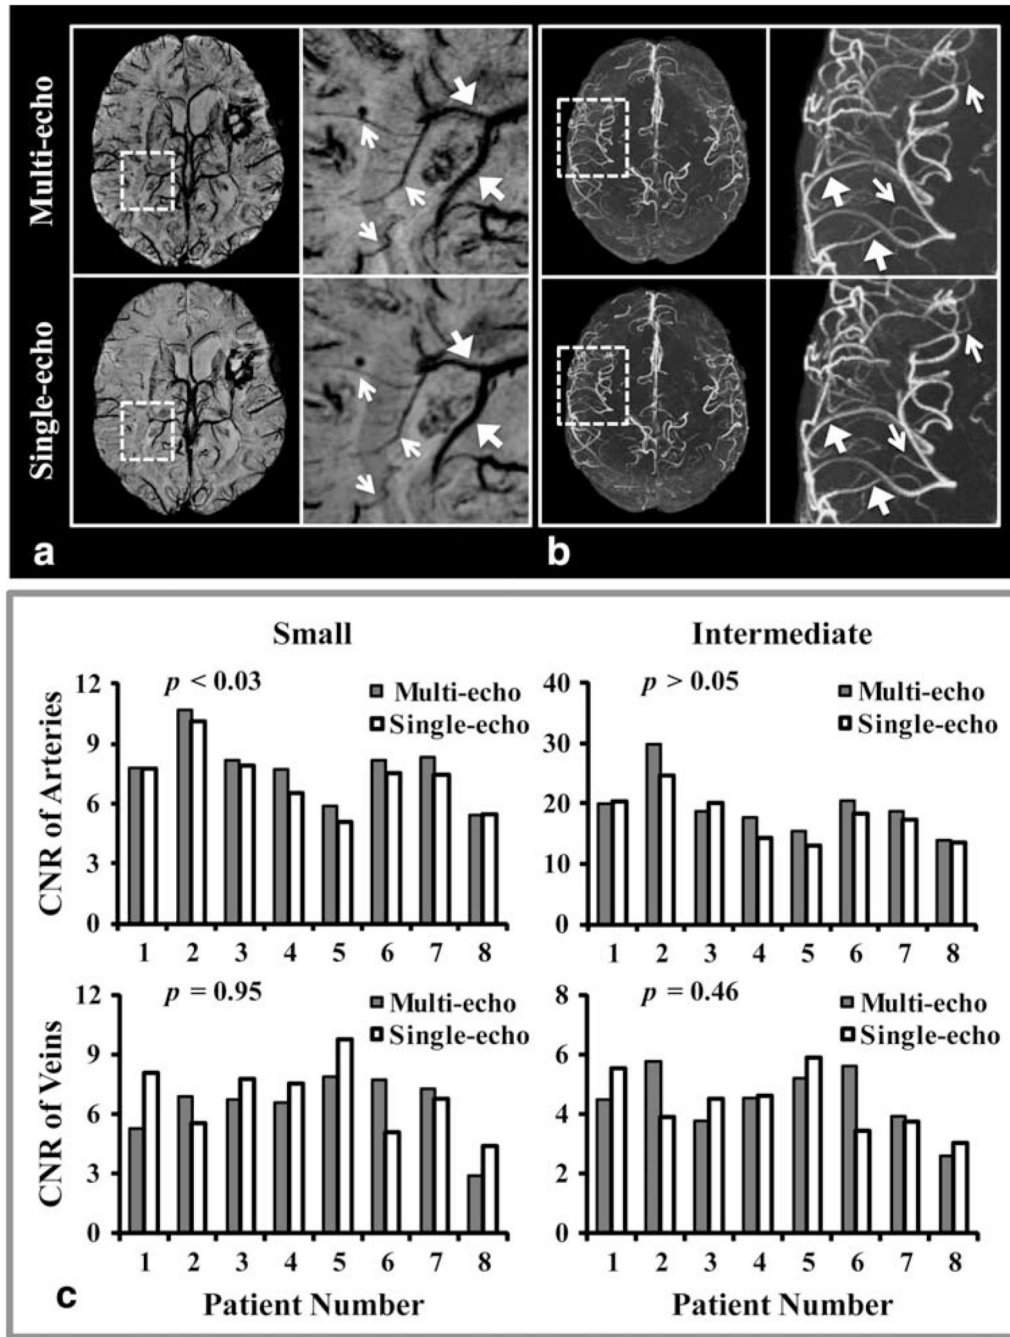 Multi-echo
Single-echo
a
b
Small
Intermediate
CNR of Arteries
12
9
6
3
0
p < 0.03
Multi-echo
Single-echo
1 2 3 4 5 6 7 8
40
30
20
10
0
p > 0.05
Multi-echo
Single-echo
1 2 3 4 5 6 7 8
CNR of Veins
12
9
6
3
0
p = 0.95
Multi-echo
Single-echo
1 2 3 4 5 6 7 8
Patient Number
8
6
4
2
0
p = 0.46
Multi-echo
Single-echo
1 2 3 4 5 6 7 8
Patient Number
c